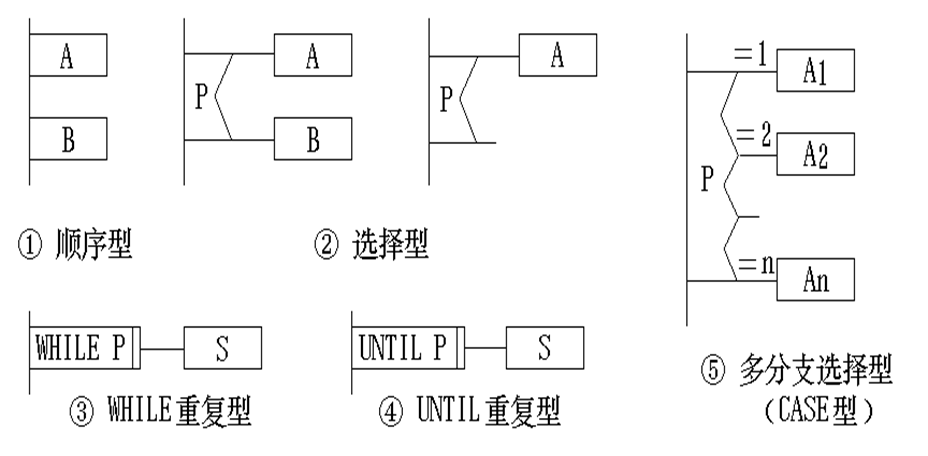 A
B
① 顺序型
P
A
B
P
A
② 选择型
WHILE P
S
③ WHILE重复型
UNTIL P
S
④ UNTIL重复型
P
=1
A1
=2
A2
=n
An
⑤ 多分支选择型
(CASE型)